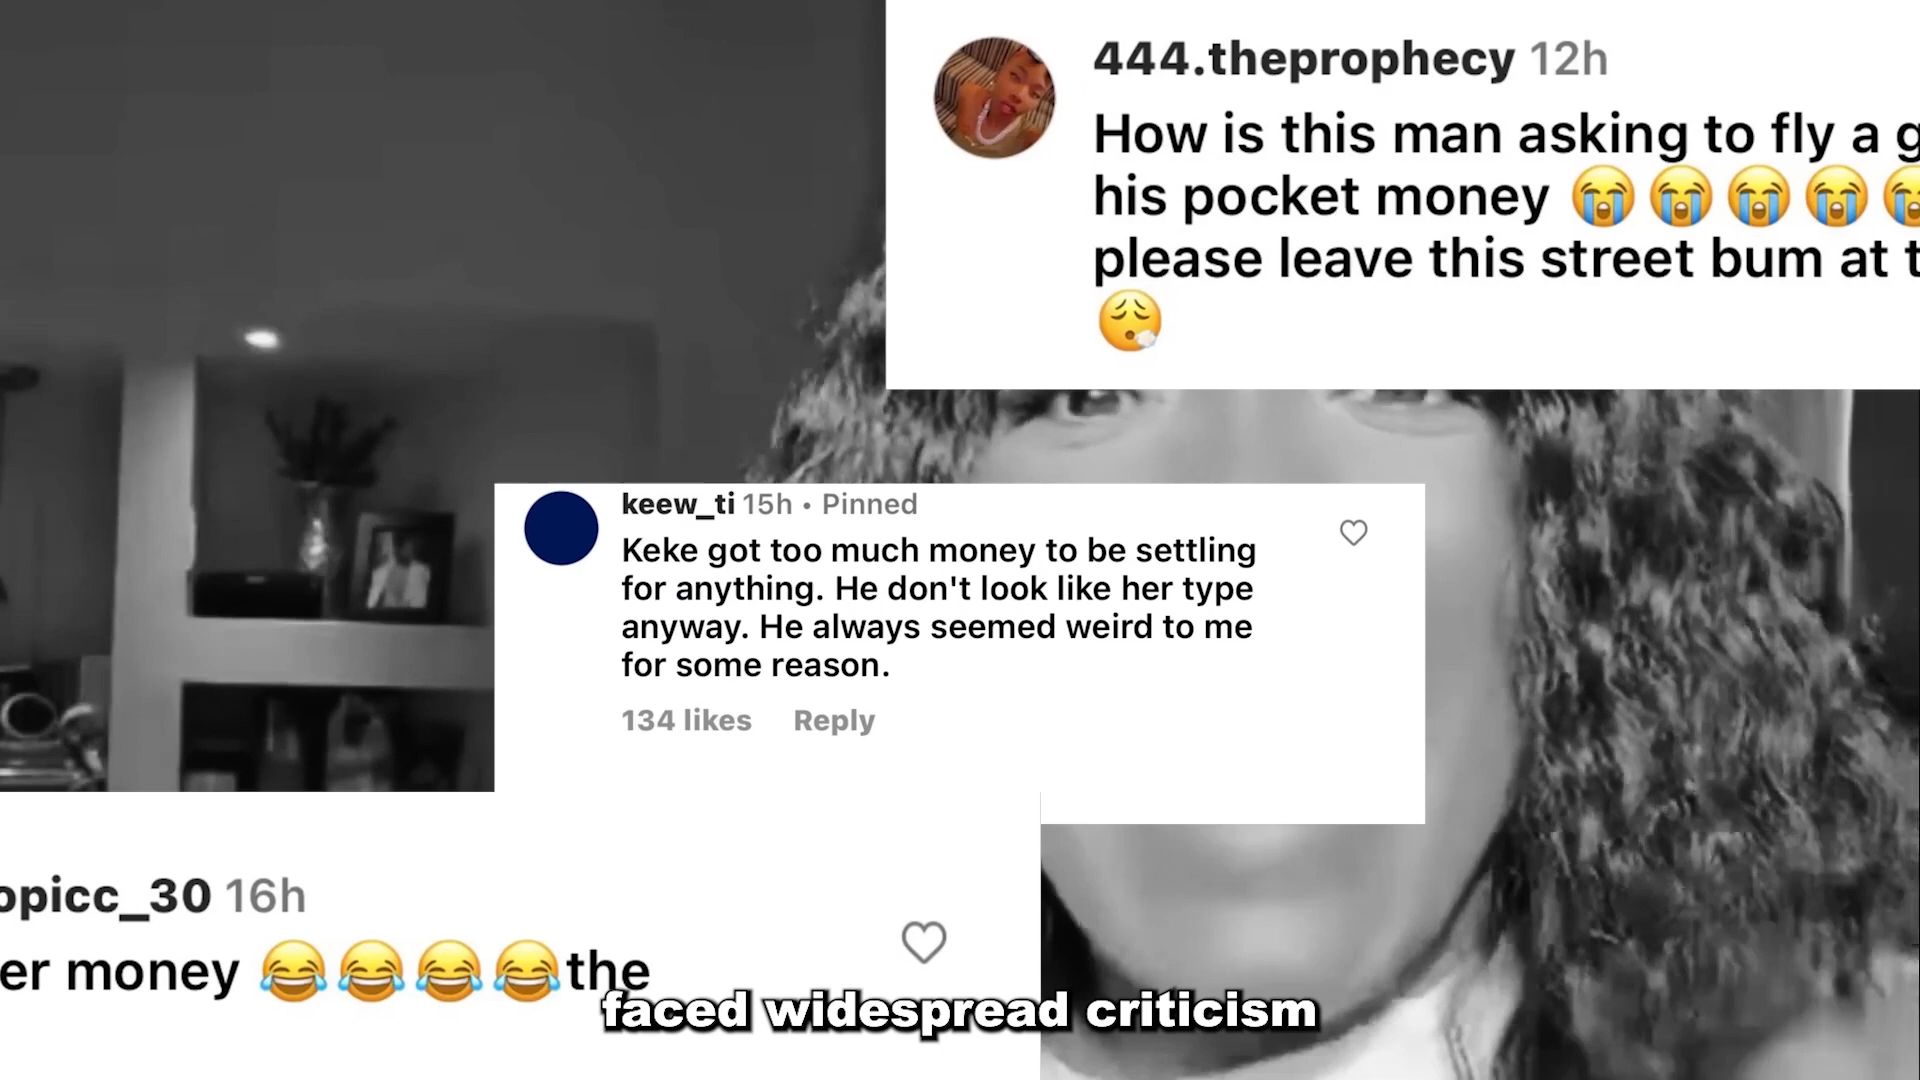 444.theprophecy 12h
How is this man asking to fly a g
his pocket money 😭😭😭😭😭
please leave this street bum at t
😮‍💨
keew_ti 15h • Pinned
Keke got too much money to be settling
for anything. He don't look like her type
anyway. He always seemed weird to me
for some reason.
134 likes Reply
opicc_30 16h
er money 😂😂😂😂the
faced widespread criticism